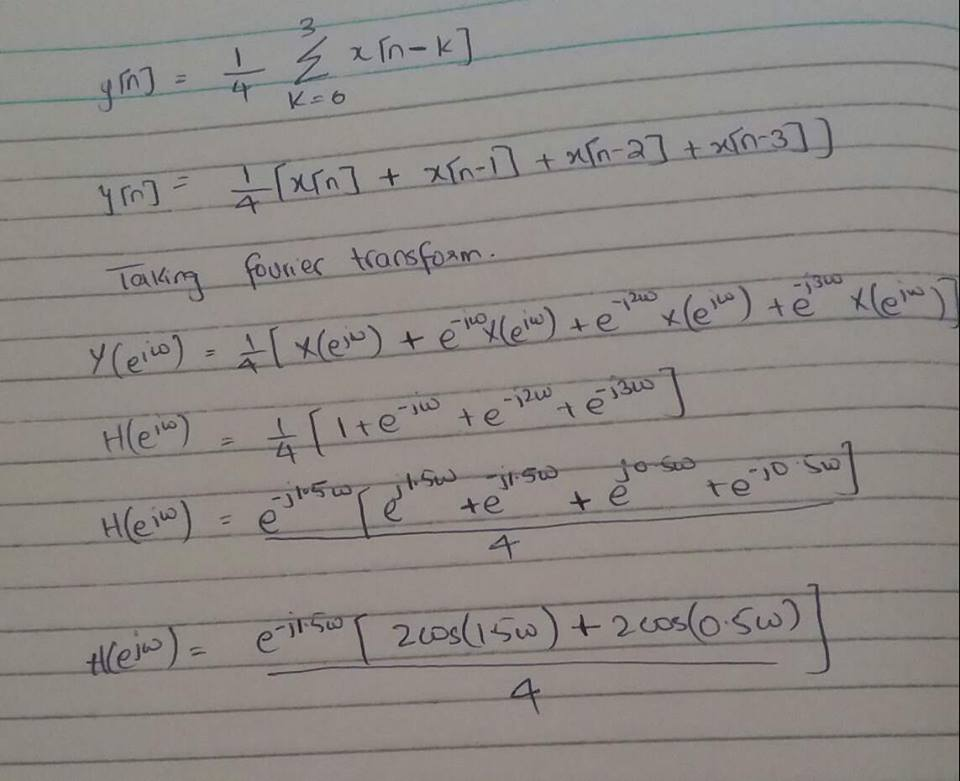 y[n] = 1/4 3 Σ K=0 x[n-k]
y[n] = 1/4 [x[n] + x[n-1] + x[n-2] + x[n-3]]
Taking fourier transform.
Y(e^jω) = 1/4 [ X(e^jω) + e^-jω X(e^jω) + e^-j2ω X(e^jω) + e^-j3ω X(e^jω)]
H(e^jω) = 1/4 [1 + e^-jω + e^-j2ω + e^-j3ω]
H(e^jω) = e^-j1.5ω [e^j1.5ω + e^-j1.5ω + e^j0.5ω + e^-j0.5ω] / 4
H(e^jω) = e^-j1.5ω [ 2cos(1.5ω) + 2cos(0.5ω)] / 4